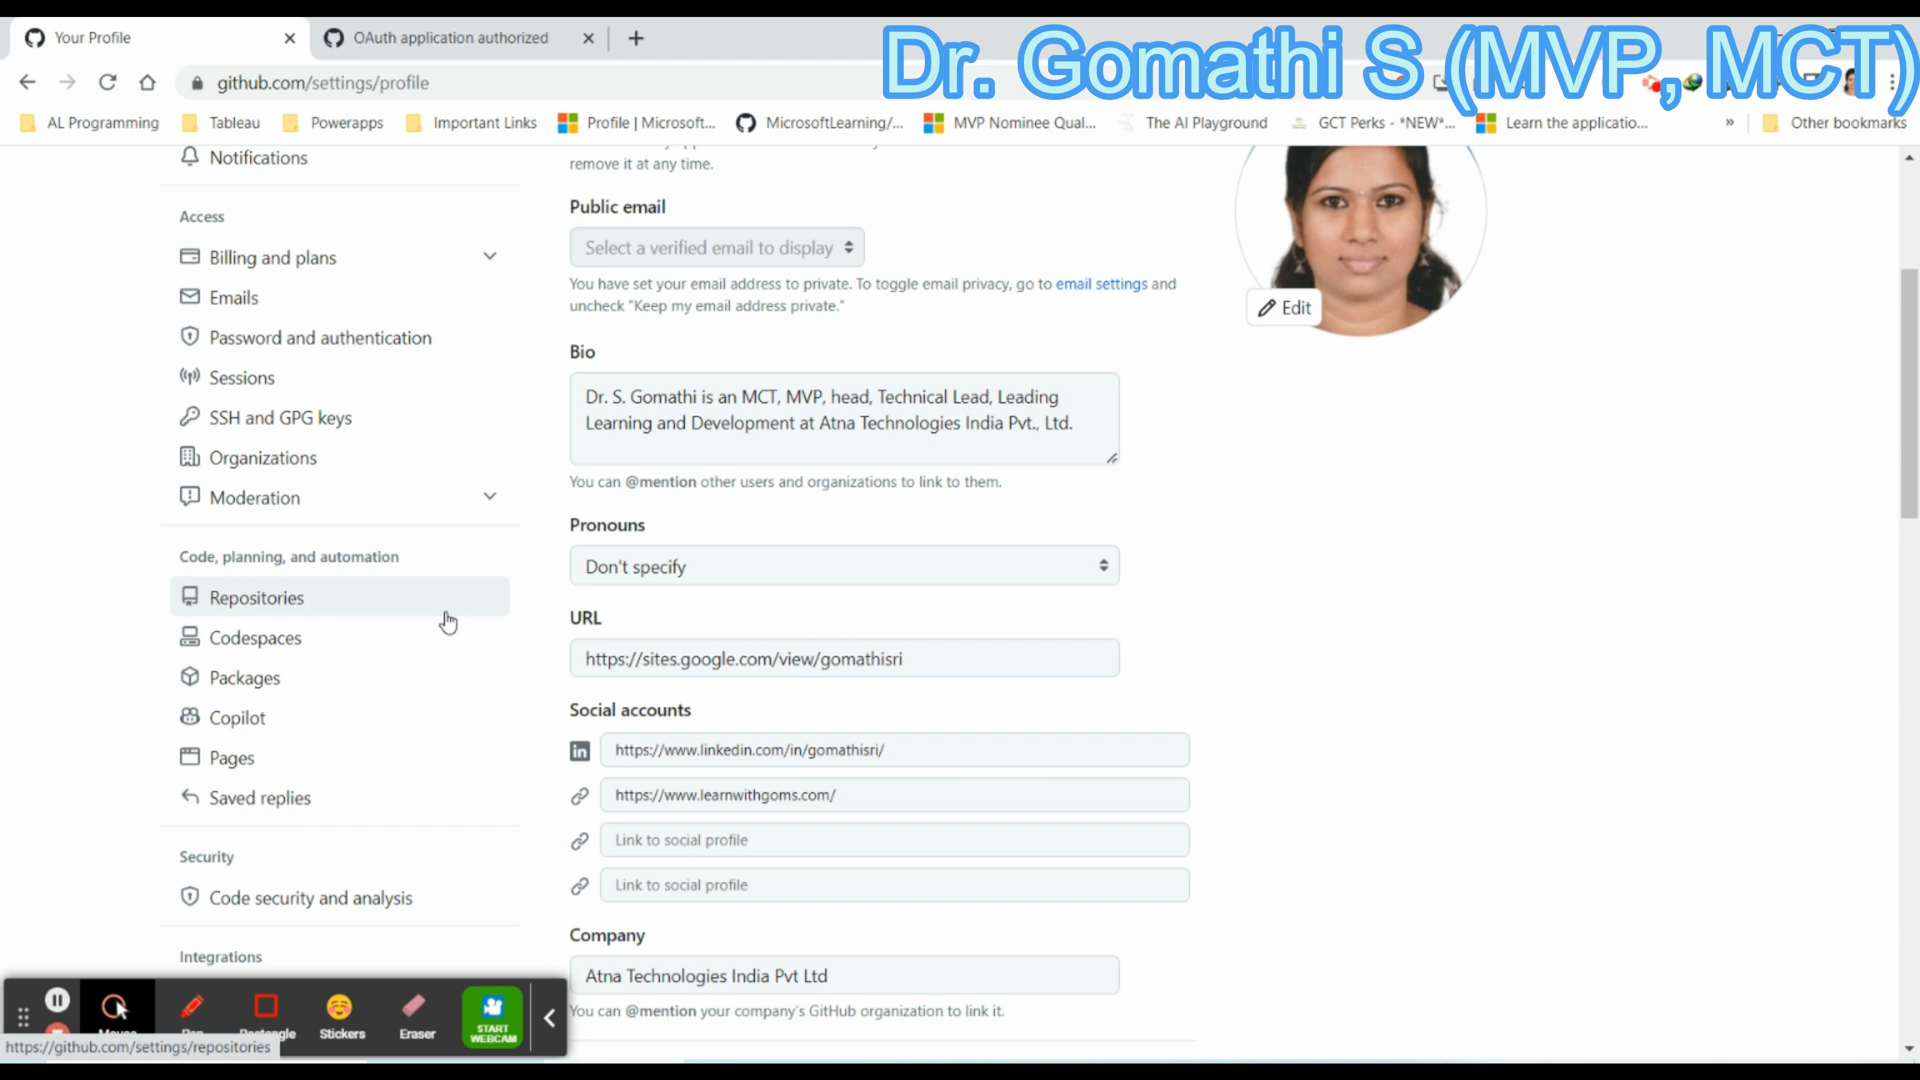 Your Profile
OAuth application authorized
Dr. Gomathi S (MVP, MCT)
github.com/settings/profile
AL Programming
Tableau
Powerapps
Important Links
Profile | Microsoft...
MicrosoftLearning/...
MVP Nominee Qual...
The AI Playground
GCT Perks - *NEW*...
Learn the applicatio...
»
Other bookmarks
Notifications
Access
Billing and plans
Emails
Password and authentication
Sessions
SSH and GPG keys
Organizations
Moderation
Code, planning, and automation
Repositories
Codespaces
Packages
Copilot
Pages
Saved replies
Security
Code security and analysis
Integrations
remove it at any time.
Public email
Select a verified email to display
You have set your email address to private. To toggle email privacy, go to email settings and
uncheck "Keep my email address private."
Edit
Bio
Dr. S. Gomathi is an MCT, MVP, head, Technical Lead, Leading
Learning and Development at Atna Technologies India Pvt., Ltd.
You can @mention other users and organizations to link to them.
Pronouns
Don't specify
URL
https://sites.google.com/view/gomathisri
Social accounts
https://www.linkedin.com/in/gomathisri/
https://www.learnwithgoms.com/
Link to social profile
Link to social profile
Company
Atna Technologies India Pvt Ltd
You can @mention your company's GitHub organization to link it.
Stickers
Eraser
START
WEBCAM
https://github.com/settings/repositories